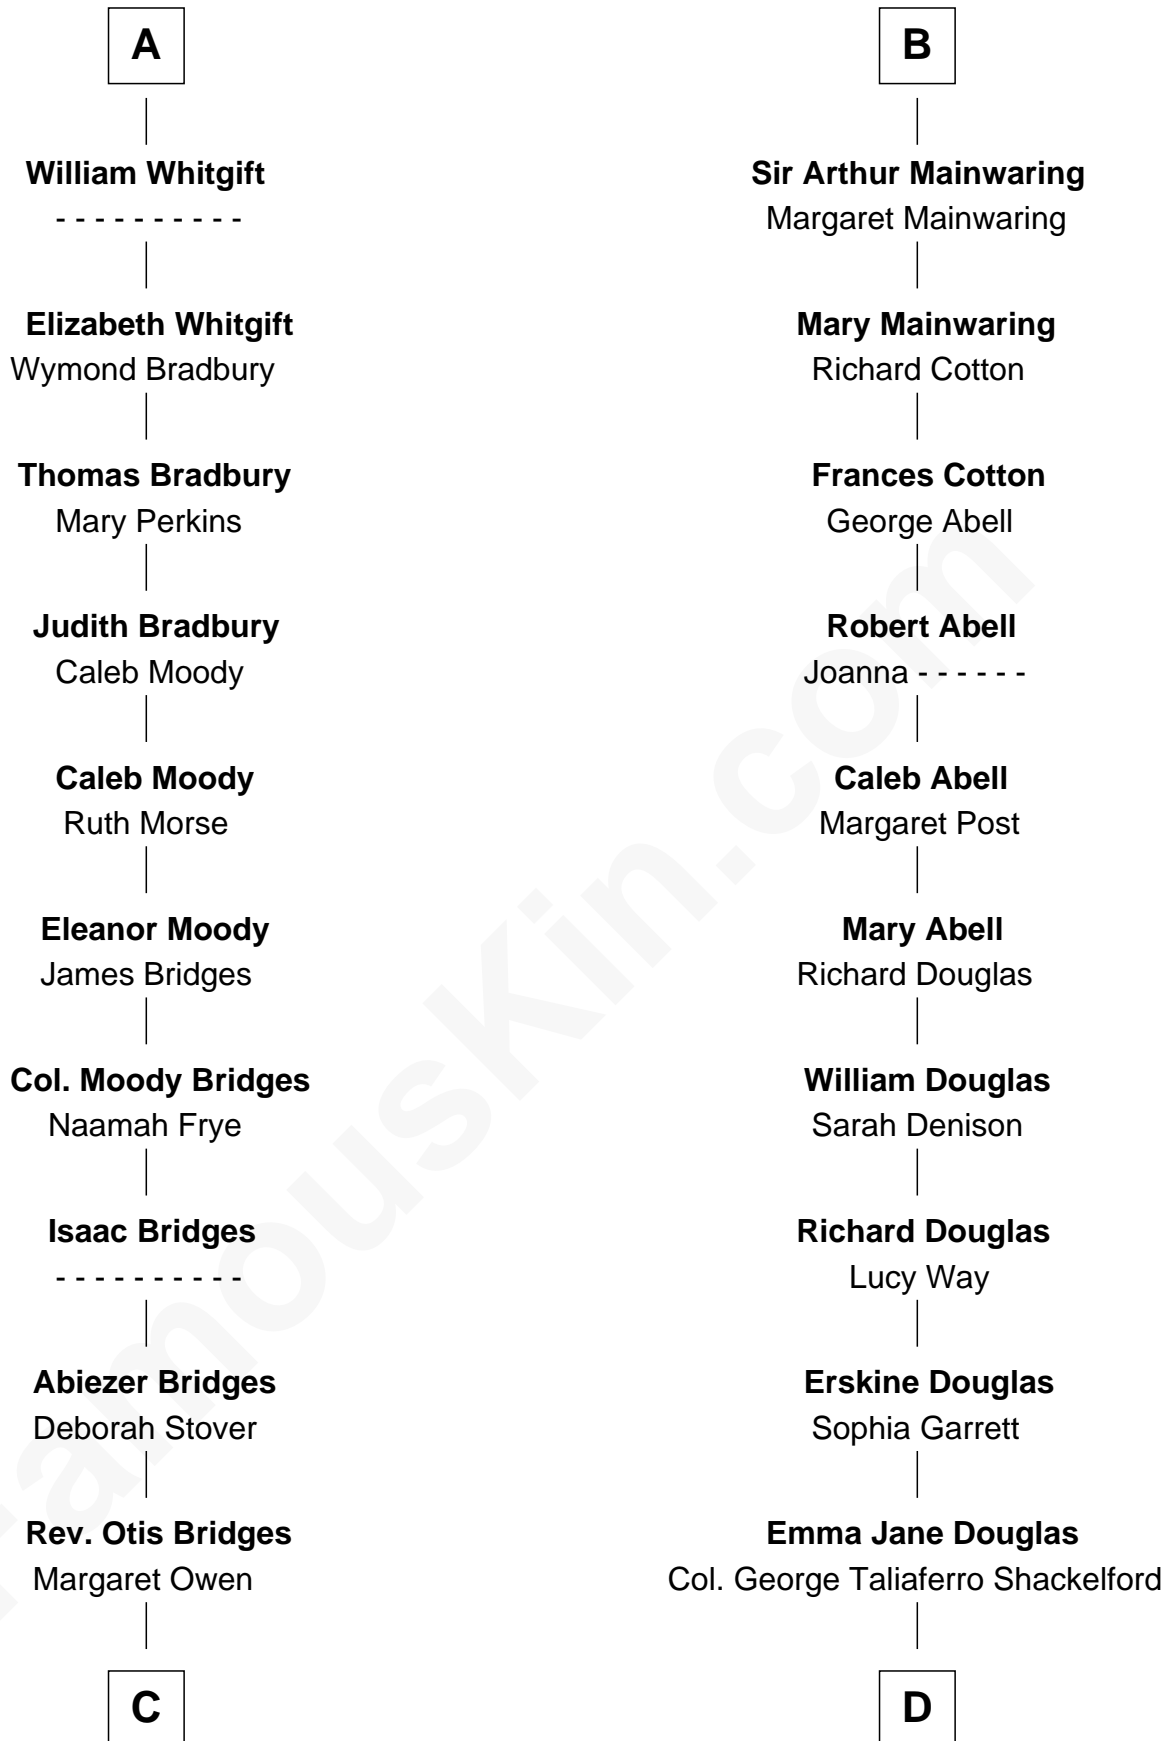 A
William Whitgift
- - - - - - - - - -
Elizabeth Whitgift
Wymond Bradbury
Thomas Bradbury
Mary Perkins
Judith Bradbury
Caleb Moody
Caleb Moody
Ruth Morse
Eleanor Moody
James Bridges
Col. Moody Bridges
Naamah Frye
Isaac Bridges
- - - - - - - - - -
Abiezer Bridges
Deborah Stover
Rev. Otis Bridges
Margaret Owen
C
B
Sir Arthur Mainwaring
Margaret Mainwaring
Mary Mainwaring
Richard Cotton
Frances Cotton
George Abell
Robert Abell
Joanna - - - - - -
Caleb Abell
Margaret Post
Mary Abell
Richard Douglas
William Douglas
Sarah Denison
Richard Douglas
Lucy Way
Erskine Douglas
Sophia Garrett
Emma Jane Douglas
Col. George Taliaferro Shackelford
D
FamousKin.com